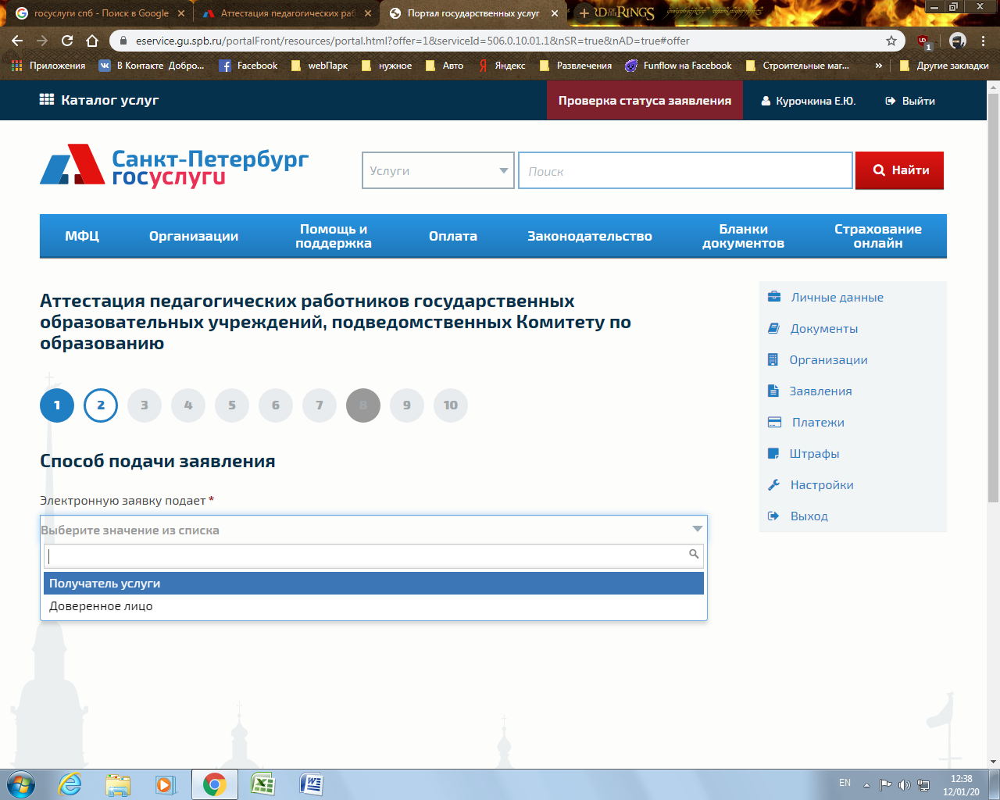 госуслуги спб - Поиск в Google
Аттестация педагогических раб
Портал государственных услуг
RD OF THE RINGS
eservice.gu.spb.ru/portalFront/resources/portal.html?offer=1&serviceId=506.0.10.01.1&nSR=true&nAD=true#offer
1
Приложения
В Контакте Добро...
Facebook
webПарк
нужное
Авто
Яндекс
Развлечения
Funflow на Facebook
Строительные маг...
»
Другие закладки
Каталог услуг
Проверка статуса заявления
Курочкина Е.Ю.
Выйти
Санкт-Петербург
госуслуги
Услуги
Поиск
Найти
МФЦ
Организации
Помощь и
поддержка
Оплата
Законодательство
Бланки
документов
Страхование
онлайн
Аттестация педагогических работников государственных
образовательных учреждений, подведомственных Комитету по
образованию
1 2 3 4 5 6 7 8 9 10
Способ подачи заявления
Электронную заявку подает *
Выберите значение из списка
Получатель услуги
Доверенное лицо
Личные данные
Документы
Организации
Заявления
Платежи
Штрафы
Настройки
Выход
EN
12:38
12/01/20